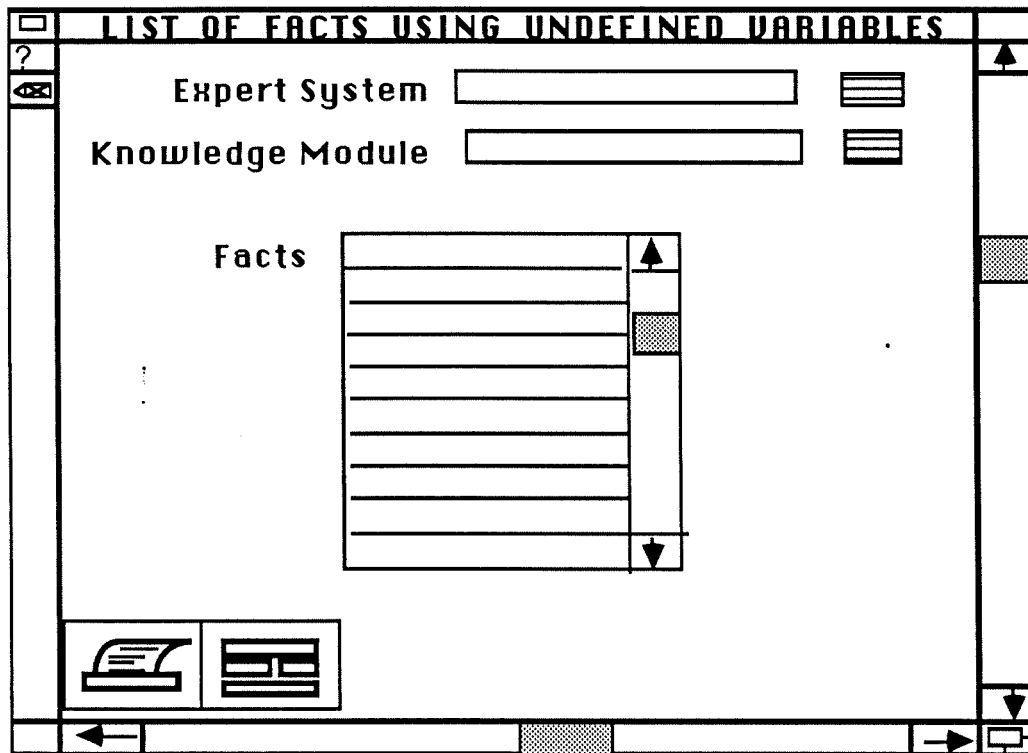 LIST OF FACTS USING UNDEFINED VARIABLES
?
Expert System
Knowledge Module
Facts